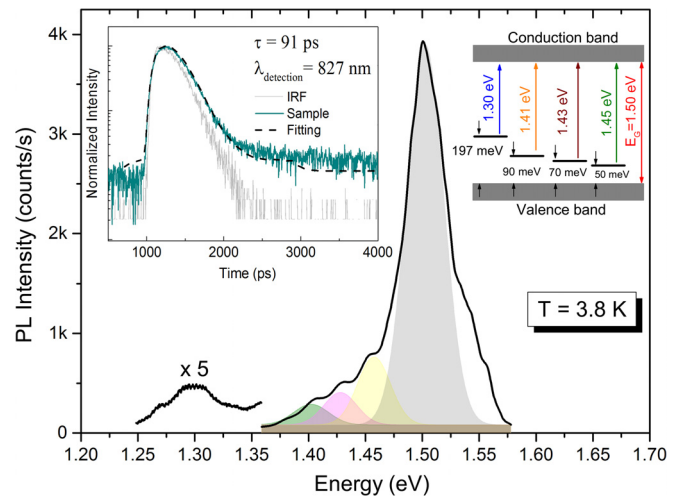 4k
3k
2k
1k
0
PL Intensity (counts/s)
1.20 1.25 1.30 1.35 1.40 1.45 1.50 1.55 1.60 1.65 1.70
Energy (eV)
x 5
T = 3.8 K
τ = 91 ps
λdetection = 827 nm
IRF
Sample
Fitting
Normalized Intensity
1000 2000 3000 4000
Time (ps)
Conduction band
1.30 eV
1.41 eV
1.43 eV
1.45 eV
EG=1.50 eV
197 meV
90 meV
70 meV
50 meV
Valence band